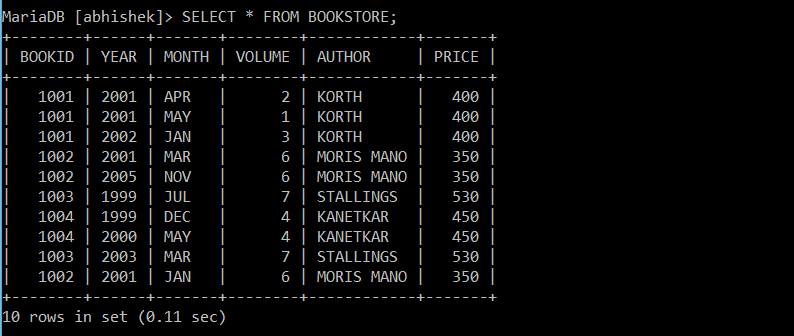 MariaDB [abhishek]> SELECT * FROM BOOKSTORE;
+--------+------+-------+--------+------------+-------+
| BOOKID | YEAR | MONTH | VOLUME | AUTHOR     | PRICE |
+--------+------+-------+--------+------------+-------+
|   1001 | 2001 | APR   |      2 | KORTH      |   400 |
|   1001 | 2001 | MAY   |      1 | KORTH      |   400 |
|   1001 | 2002 | JAN   |      3 | KORTH      |   400 |
|   1002 | 2001 | MAR   |      6 | MORIS MANO |   350 |
|   1002 | 2005 | NOV   |      6 | MORIS MANO |   350 |
|   1003 | 1999 | JUL   |      7 | STALLINGS  |   530 |
|   1004 | 1999 | DEC   |      4 | KANETKAR   |   450 |
|   1004 | 2000 | MAY   |      4 | KANETKAR   |   450 |
|   1003 | 2003 | MAR   |      7 | STALLINGS  |   530 |
|   1002 | 2001 | JAN   |      6 | MORIS MANO |   350 |
+--------+------+-------+--------+------------+-------+
10 rows in set (0.11 sec)